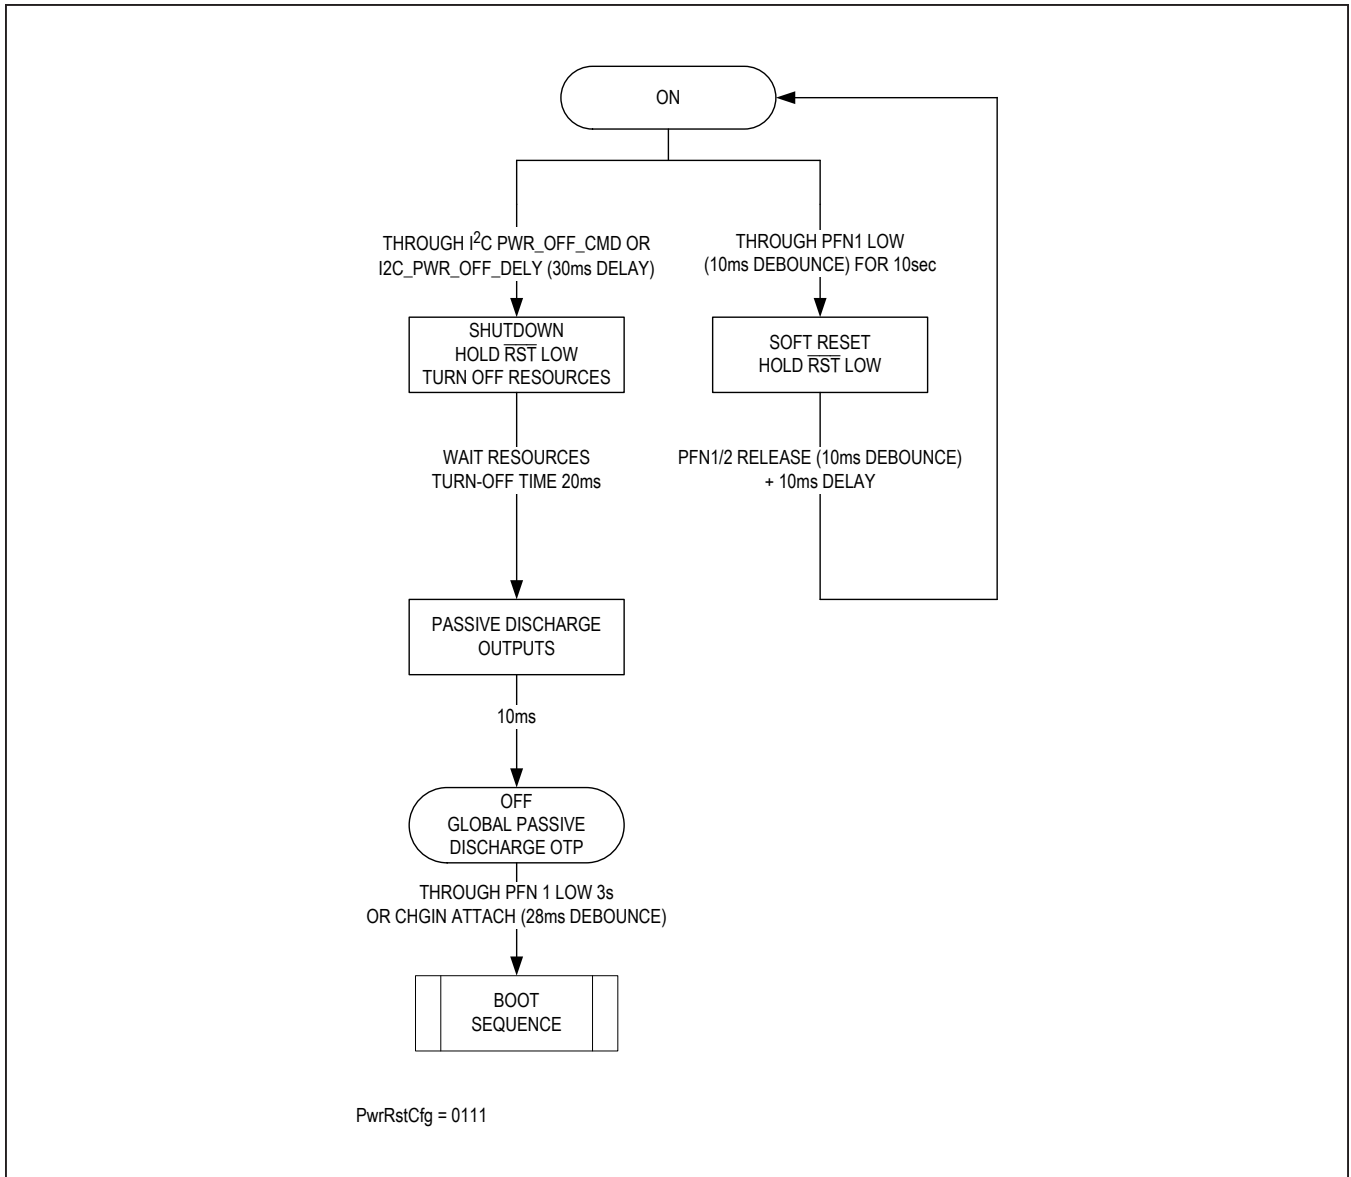 ON
THROUGH I²C PWR_OFF_CMD OR
I2C_PWR_OFF_DELY (30ms DELAY)
THROUGH PFN1 LOW
(10ms DEBOUNCE) FOR 10sec
SHUTDOWN
HOLD R̅S̅T̅ LOW
TURN OFF RESOURCES
SOFT RESET
HOLD R̅S̅T̅ LOW
WAIT RESOURCES
TURN-OFF TIME 20ms
PFN1/2 RELEASE (10ms DEBOUNCE)
+ 10ms DELAY
PASSIVE DISCHARGE
OUTPUTS
10ms
OFF
GLOBAL PASSIVE
DISCHARGE OTP
THROUGH PFN 1 LOW 3s
OR CHGIN ATTACH (28ms DEBOUNCE)
BOOT
SEQUENCE
PwrRstCfg = 0111